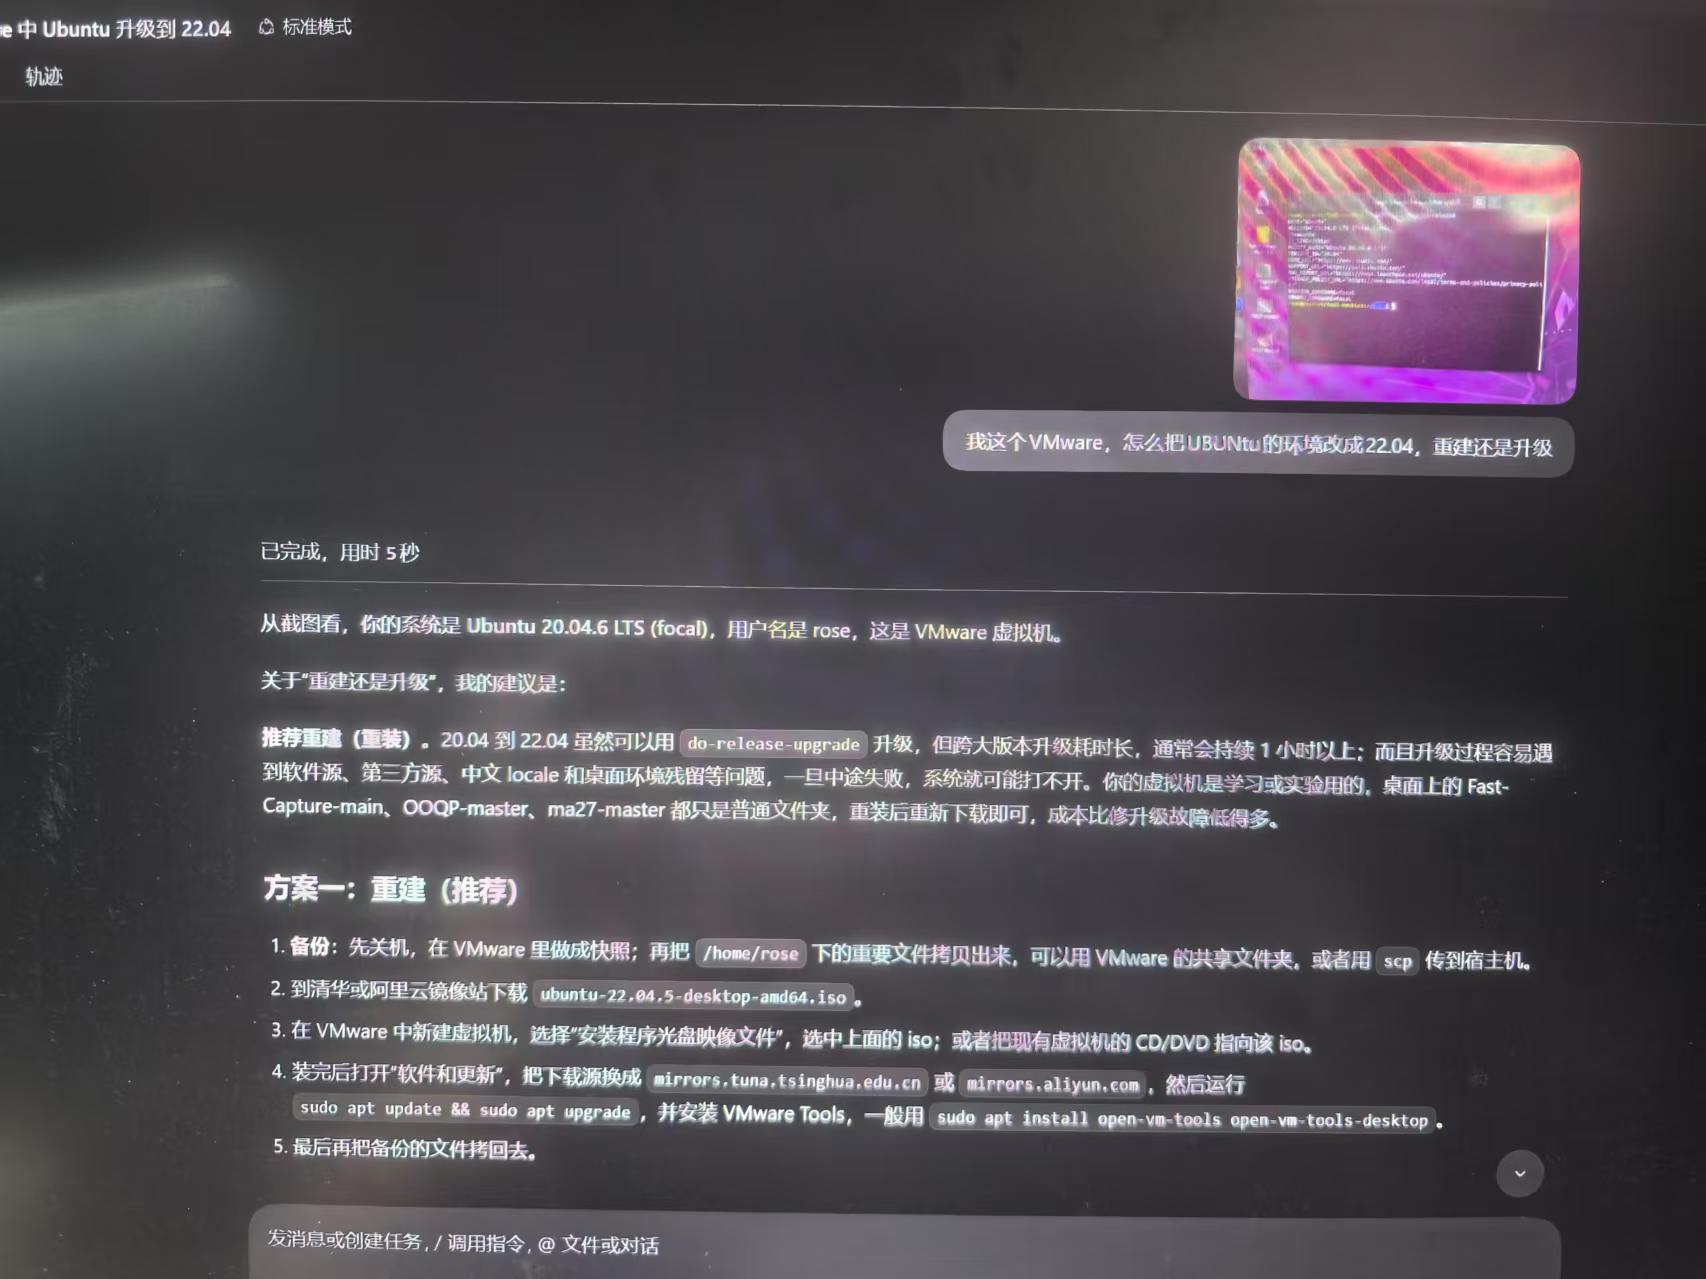 e 中 Ubuntu 升级到 22.04 标准模式
轨迹
我这个VMware，怎么把UBUNtu的环境改成22.04，重建还是升级
已完成，用时 5 秒
从截图看，你的系统是 Ubuntu 20.04.6 LTS (focal)，用户名是 rose，这是 VMware 虚拟机。
关于“重建还是升级”，我的建议是：
推荐重建（重装）。20.04 到 22.04 虽然可以用 do-release-upgrade 升级，但跨大版本升级耗时长，通常会持续 1 小时以上；而且升级过程容易遇
到软件源、第三方源、中文 locale 和桌面环境残留等问题，一旦中途失败，系统就可能打不开。你的虚拟机是学习或实验用的，桌面上的 Fast-
Capture-main、OOQP-master、ma27-master 都只是普通文件夹，重装后重新下载即可，成本比修升级故障低得多。
方案一：重建（推荐）
1. 备份：先关机，在 VMware 里做成快照；再把 /home/rose 下的重要文件拷贝出来，可以用 VMware 的共享文件夹，或者用 scp 传到宿主机。
2. 到清华或阿里云镜像站下载 ubuntu-22.04.5-desktop-amd64.iso 。
3. 在 VMware 中新建虚拟机，选择“安装程序光盘映像文件”，选中上面的 iso；或者把现有虚拟机的 CD/DVD 指向该 iso。
4. 装完后打开“软件和更新”，把下载源换成 mirrors.tuna.tsinghua.edu.cn 或 mirrors.aliyun.com ，然后运行
sudo apt update && sudo apt upgrade ，并安装 VMware Tools，一般用 sudo apt install open-vm-tools open-vm-tools-desktop 。
5. 最后再把备份的文件拷回去。
发消息或创建任务, / 调用指令, @ 文件或对话